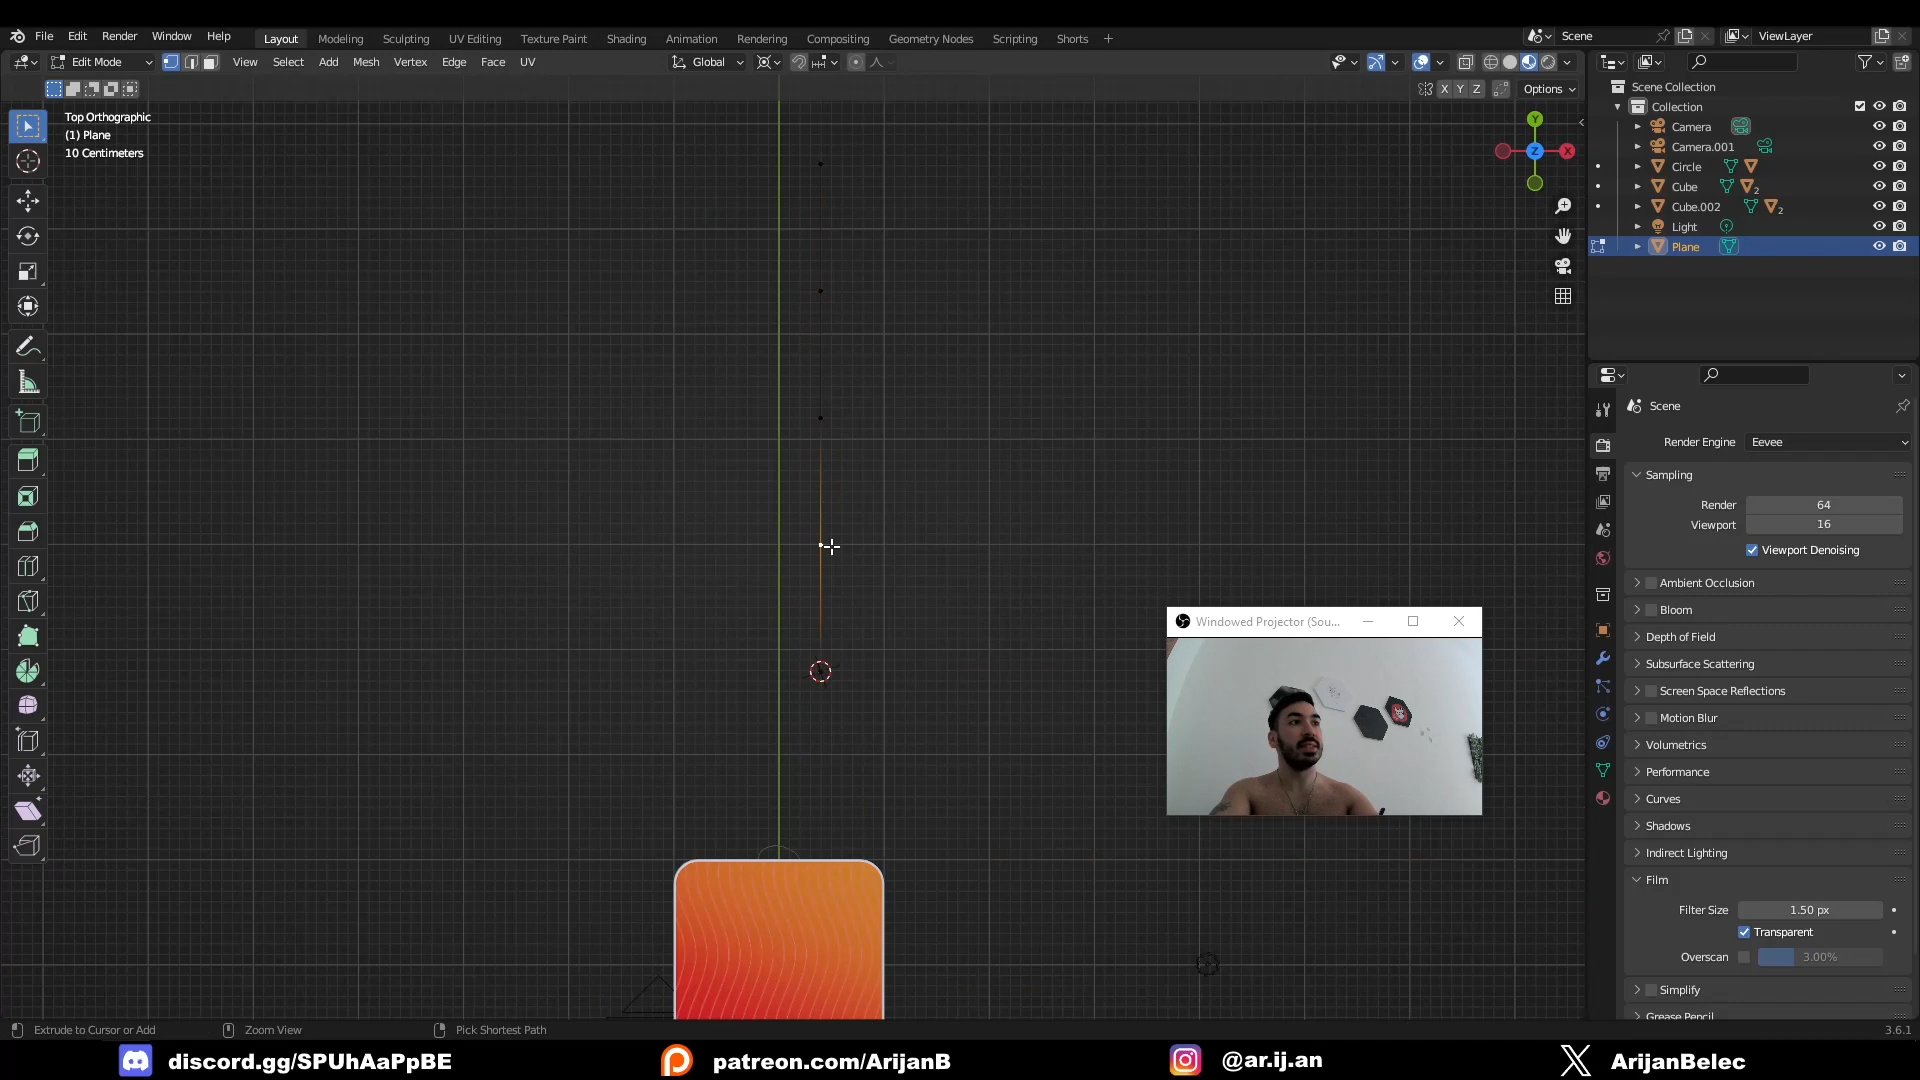 File Edit Render Window Help
Layout Modeling Sculpting UV Editing Texture Paint Shading Animation Rendering Compositing Geometry Nodes Scripting Shorts +
Scene
ViewLayer
Edit Mode
View Select Add Mesh Vertex Edge Face UV
Global
X Y Z
Options
Top Orthographic
(1) Plane
10 Centimeters
Y
Z
X
Scene Collection
Collection
Camera
Camera.001
Circle
Cube
2
Cube.002
2
Light
Plane
Scene
Render Engine
Eevee
Sampling
Render 64
Viewport 16
Viewport Denoising
Ambient Occlusion
Bloom
Depth of Field
Subsurface Scattering
Screen Space Reflections
Motion Blur
Volumetrics
Performance
Curves
Shadows
Indirect Lighting
Film
Filter Size 1.50 px
Transparent
Overscan 3.00%
Simplify
Grease Pencil
Windowed Projector (Sou...
Extrude to Cursor or Add
Zoom View
Pick Shortest Path
3.6.1
discord.gg/SPUhAaPpBE
patreon.com/ArijanB
@ar.ij.an
ArijanBelec